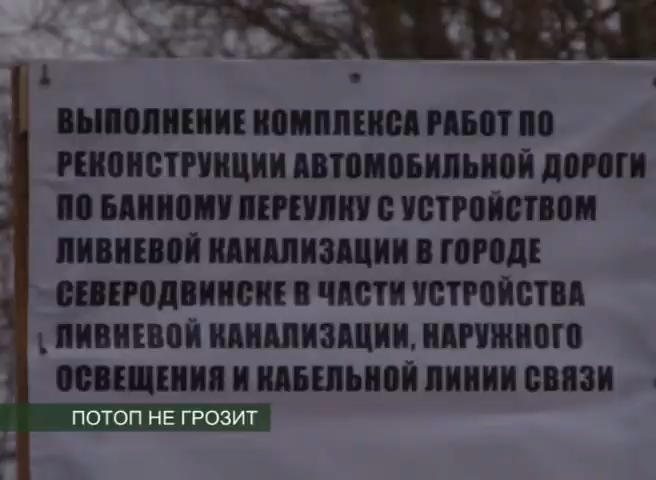 ВЫПОЛНЕНИЕ КОМПЛЕКСА РАБОТ ПО
РЕКОНСТРУКЦИИ АВТОМОБИЛЬНОЙ ДОРОГИ
ПО БАННОМУ ПЕРЕУЛКУ С УСТРОЙСТВОМ
ЛИВНЕВОЙ КАНАЛИЗАЦИИ В ГОРОДЕ
СЕВЕРОДВИНСКЕ В ЧАСТИ УСТРОЙСТВА
ЛИВНЕВОЙ КАНАЛИЗАЦИИ, НАРУЖНОГО
ОСВЕЩЕНИЯ И КАБЕЛЬНОЙ ЛИНИИ СВЯЗИ
ПОТОП НЕ ГРОЗИТ